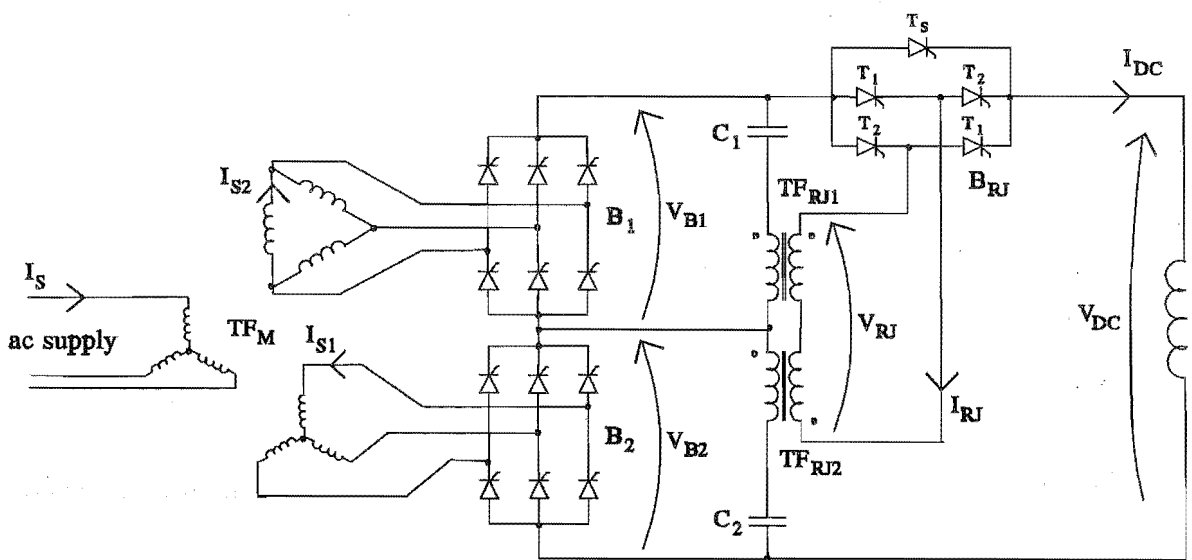 T_S
I_DC
T_1
T_2
C_1
T_2
T_1
B_RJ
TF_RJ1
I_S2
B_1
V_B1
I_S
V_RJ
V_DC
ac supply
TF_M
I_S1
I_RJ
B_2
V_B2
TF_RJ2
C_2